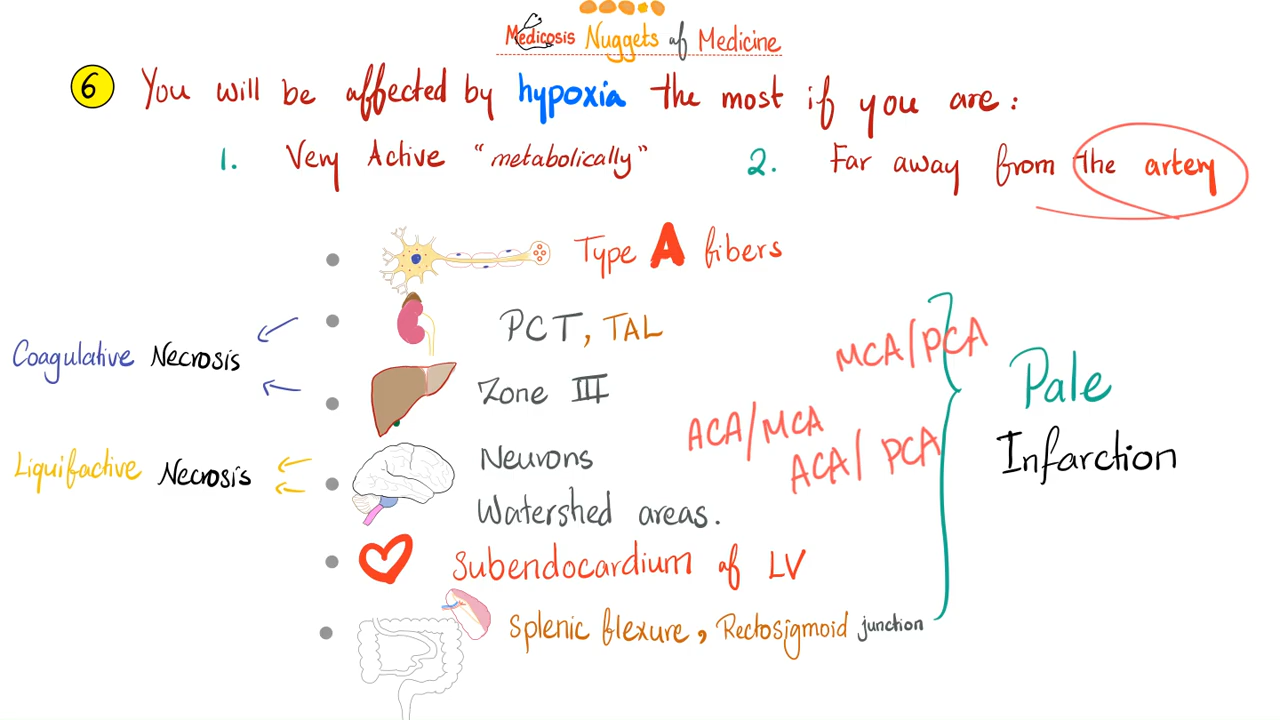 Medicosis Nuggets of Medicine
6 You will be affected by hypoxia the most if you are:
1. Very Active "metabolically"
2. Far away from the artery
Type A fibers
PCT, TAL
Coagulative Necrosis
Zone III
MCA/PCA
Pale
Infarction
ACA/MCA
ACA/PCA
Liquifactive Necrosis
Neurons
Watershed areas.
Subendocardium of LV
Splenic flexure, Rectosigmoid junction